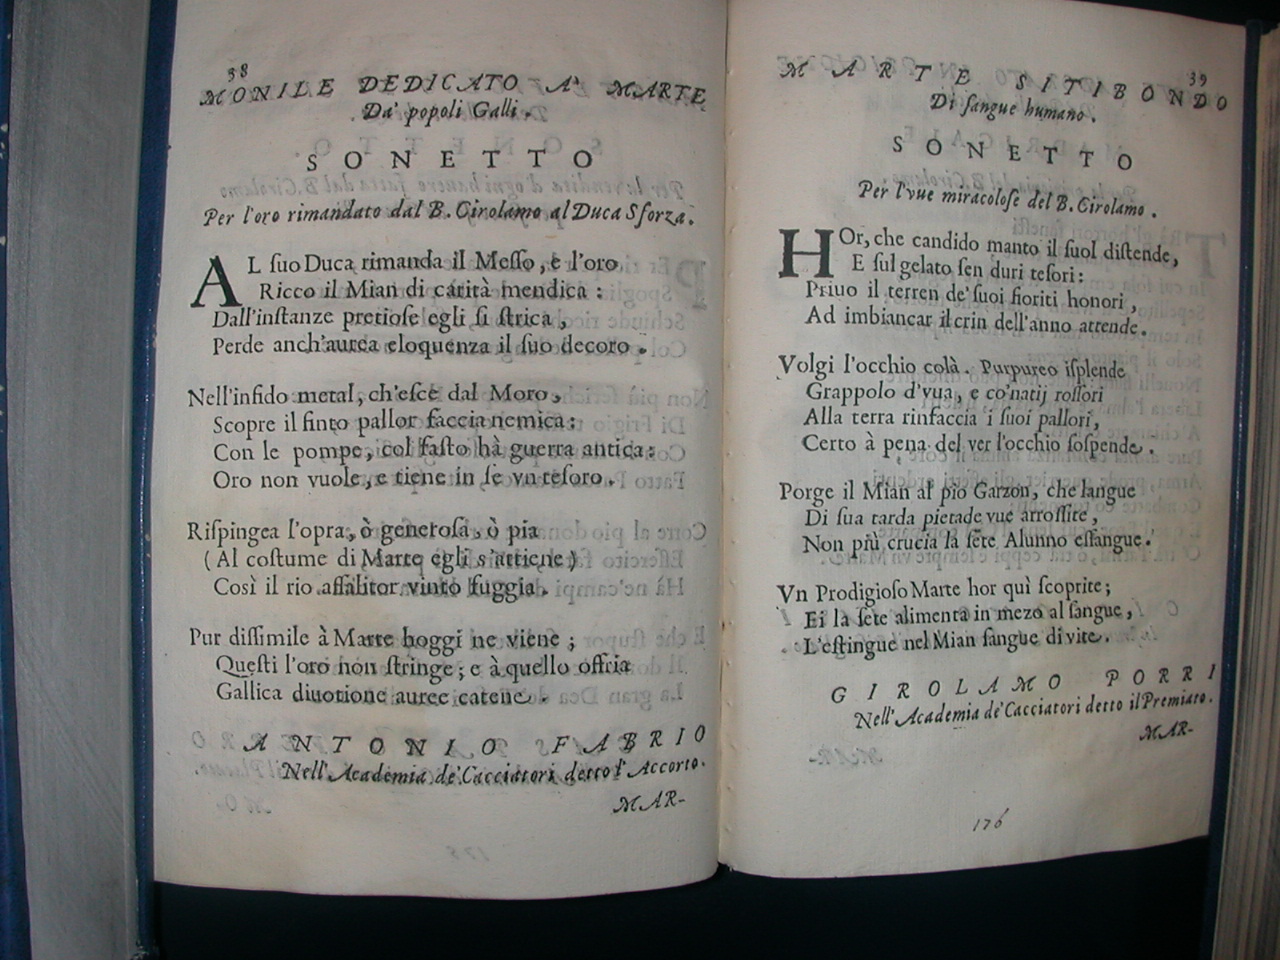 38
MONILE DEDICATO A' MARTE
Da' popoli Galli.
SONETTO
Per l'oro rimandato dal B. Girolamo al Duca Sforza.
AL ſuo Duca rimanda il Meſſo, e l'oro
Ricco il Mian di carità mendica:
Dall'inſtanze pretioſe egli ſi ſtrica,
Perde anch'aurea eloquenza il ſuo decoro.
Nell'infido metal, ch'eſce dal Moro,
Scopre il finto pallor faccia nemica:
Con le pompe, col faſto hà guerra antica:
Oro non vuole, e tiene in ſe vn teſoro.
Riſpingea l'opra, ò generoſa, ò pia
(Al coſtume di Marte egli s'attiene)
Così il rio aſſalitor vinto fuggia.
Pur diſſimile à Marte hoggi ne viene;
Queſti l'oro non ſtringe; e à quello offria
Gallica diuotione auree catene.
ANTONIO FABRIO
Nell'Academia de' Cacciatori detto l'Accorto.
MAR-
39
MARTE SITIBONDO
Di ſangue humano.
SONETTO
Per l'vue miracoloſe del B. Girolamo.
HOr, che candido manto il ſuol diſtende,
E ſul gelato ſen duri teſori:
Priuo il terren de' ſuoi fioriti honori,
Ad imbiancar il crin dell'anno attende.
Volgi l'occhio colà. Purpureo iſplende
Grappolo d'vua, e co'natij roſſori
Alla terra rinfaccia i ſuoi pallori,
Certo à pena del ver l'occhio ſoſpende.
Porge il Mian al pio Garzon, che langue
Di ſua tarda pietade vue arroſſite,
Non più crucia la ſete Alunno eſſangue.
Vn Prodigioſo Marte hor quì ſcoprite;
Ei la ſete alimenta in mezo al ſangue,
L'eſtingue nel Mian ſangue di vite.
GIROLAMO PORRI
Nell'Academia de' Cacciatori detto il Premiato.
MAR-
176